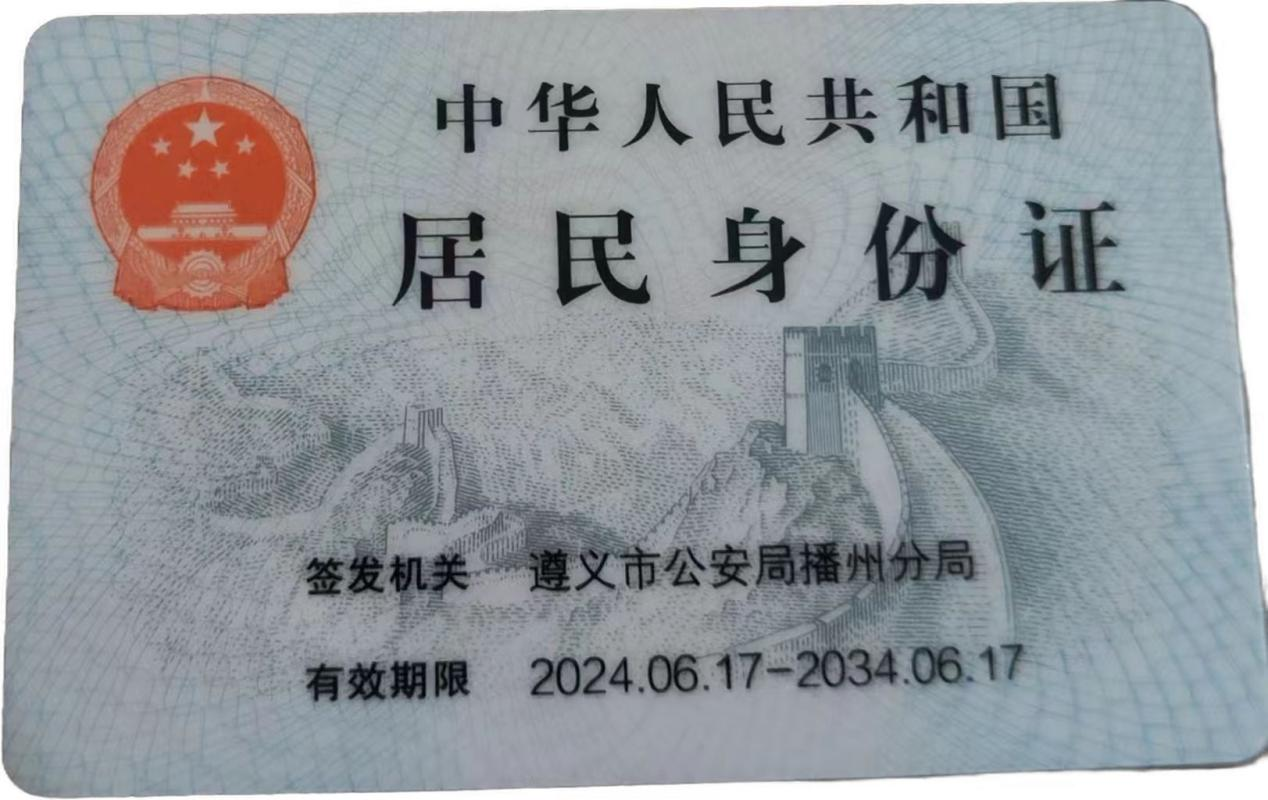 中华人民共和国
居民身份证
签发机关 遵义市公安局播州分局
有效期限 2024.06.17-2034.06.17